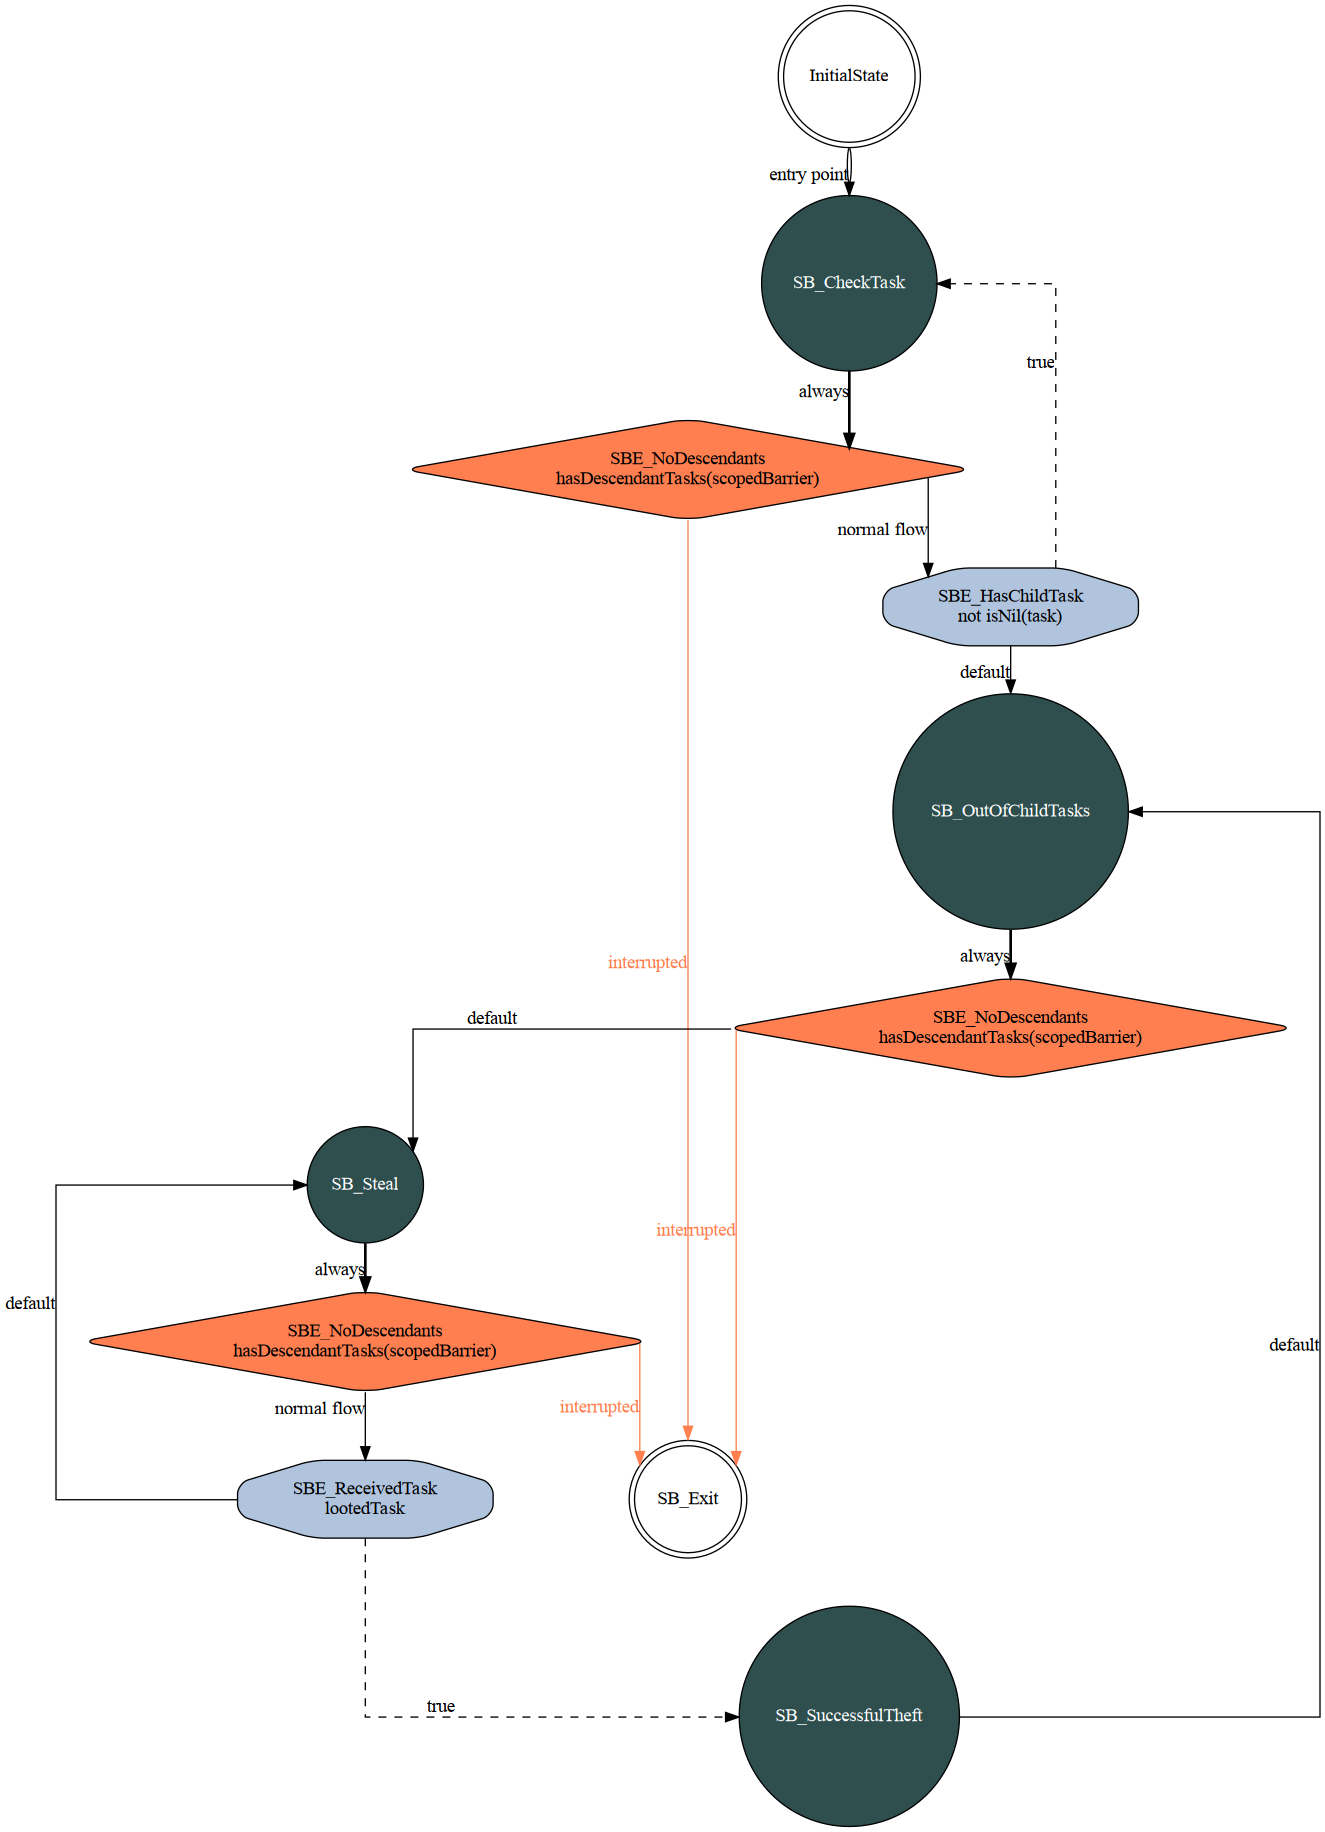 InitialState
entry point
SB_CheckTask
true
always
SBE_NoDescendants
hasDescendantTasks(scopedBarrier)
normal flow
SBE_HasChildTask
not isNil(task)
default
SB_OutOfChildTasks
always
interrupted
SBE_NoDescendants
hasDescendantTasks(scopedBarrier)
default
SB_Steal
interrupted
always
default
SBE_NoDescendants
hasDescendantTasks(scopedBarrier)
default
interrupted
normal flow
SBE_ReceivedTask
lootedTask
SB_Exit
true
SB_SuccessfulTheft